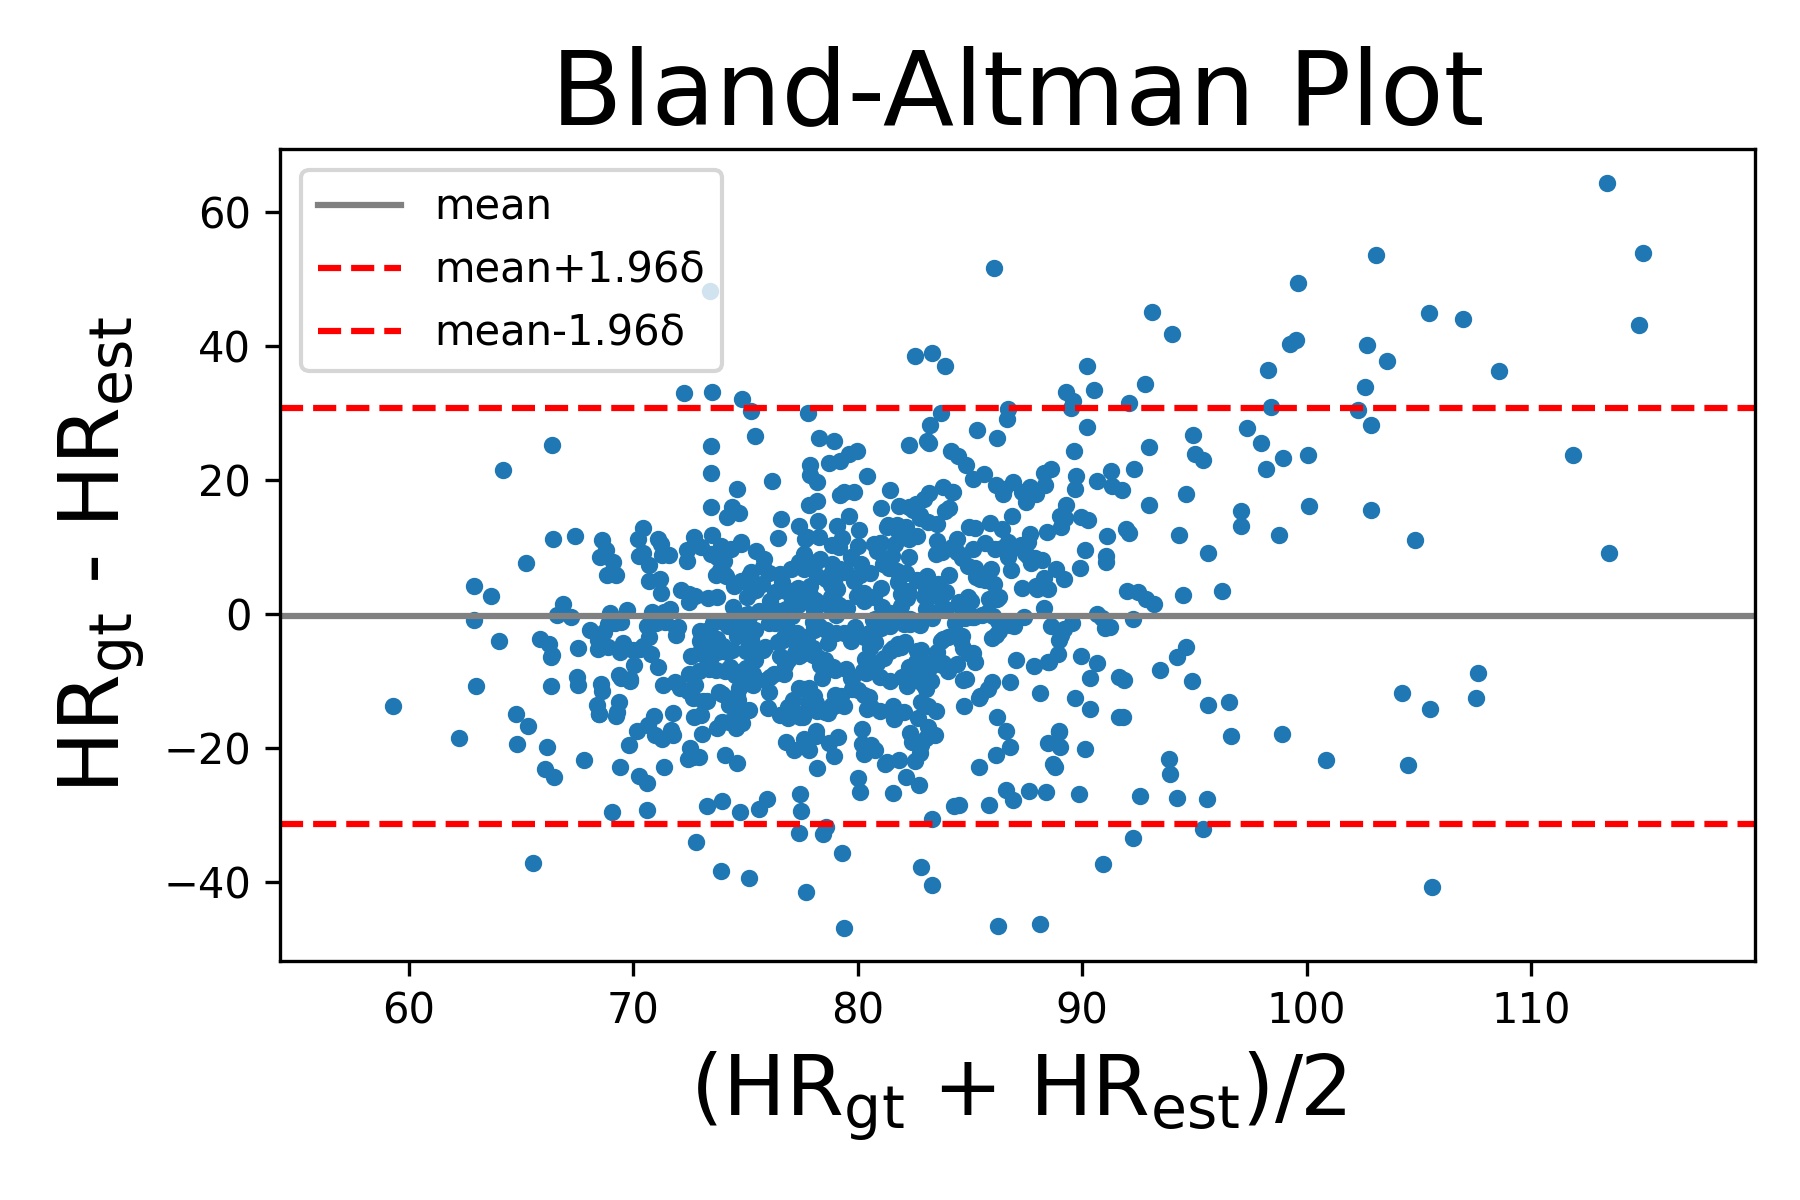 Bland-Altman Plot
mean
mean+1.96δ
mean-1.96δ
60
40
20
0
−20
−40
HRgt - HRest
60 70 80 90 100 110
(HRgt + HRest)/2